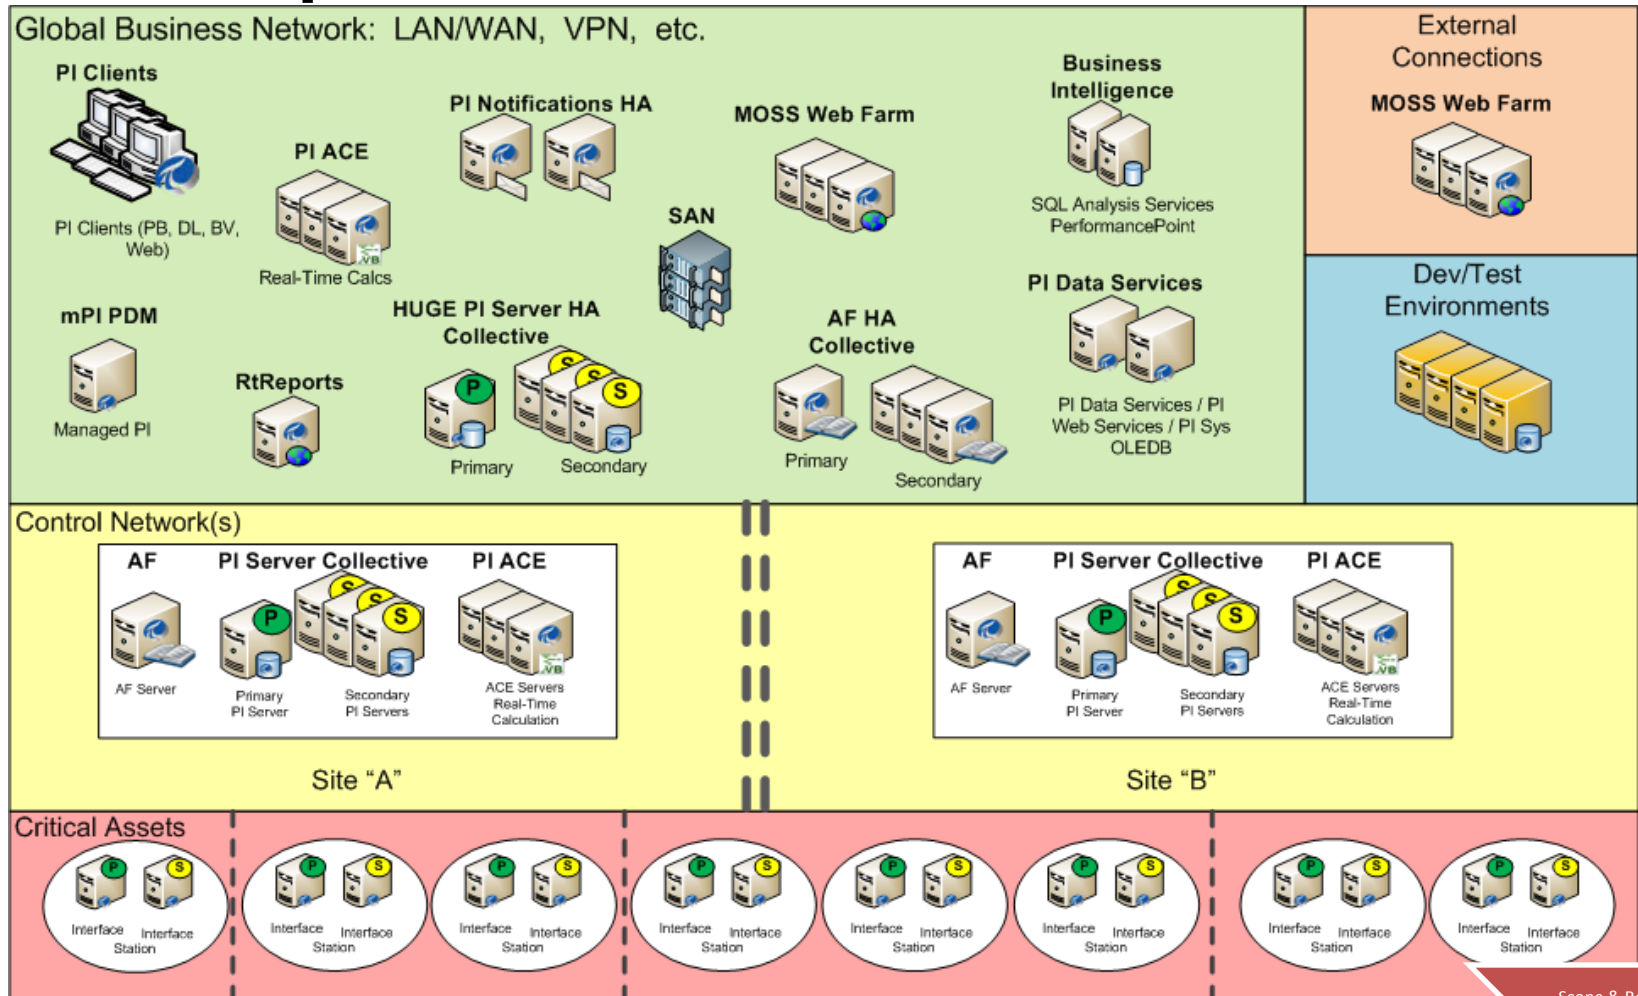 Global Business Network: LAN/WAN, VPN, etc.
PI Clients
PI Clients (PB, DL, BV,
Web)
PI ACE
Real-Time Calcs
PI Notifications HA
MOSS Web Farm
Business
Intelligence
SQL Analysis Services
PerformancePoint
SAN
mPI PDM
Managed PI
RtReports
HUGE PI Server HA
Collective
P
S
S
S
Primary
Secondary
AF HA
Collective
Primary
Secondary
PI Data Services
PI Data Services / PI
Web Services / PI Sys
OLEDB
External
Connections
MOSS Web Farm
Dev/Test
Environments
Control Network(s)
AF
AF Server
PI Server Collective
P
S
S
S
Primary
PI Server
Secondary
PI Servers
PI ACE
.VB
ACE Servers
Real-Time
Calculation
Site “A”
AF
AF Server
PI Server Collective
P
S
S
S
Primary
PI Server
Secondary
PI Servers
PI ACE
.VB
ACE Servers
Real-Time
Calculation
Site “B”
Critical Assets
P S
Interface Interface
Station
P S
Interface Interface
Station
P S
Interface Interface
Station
P S
Interface Interface
Station
P S
Interface Interface
Station
P S
Interface Interface
Station
P S
Interface Interface
Station
P S
Interface Interface
Station